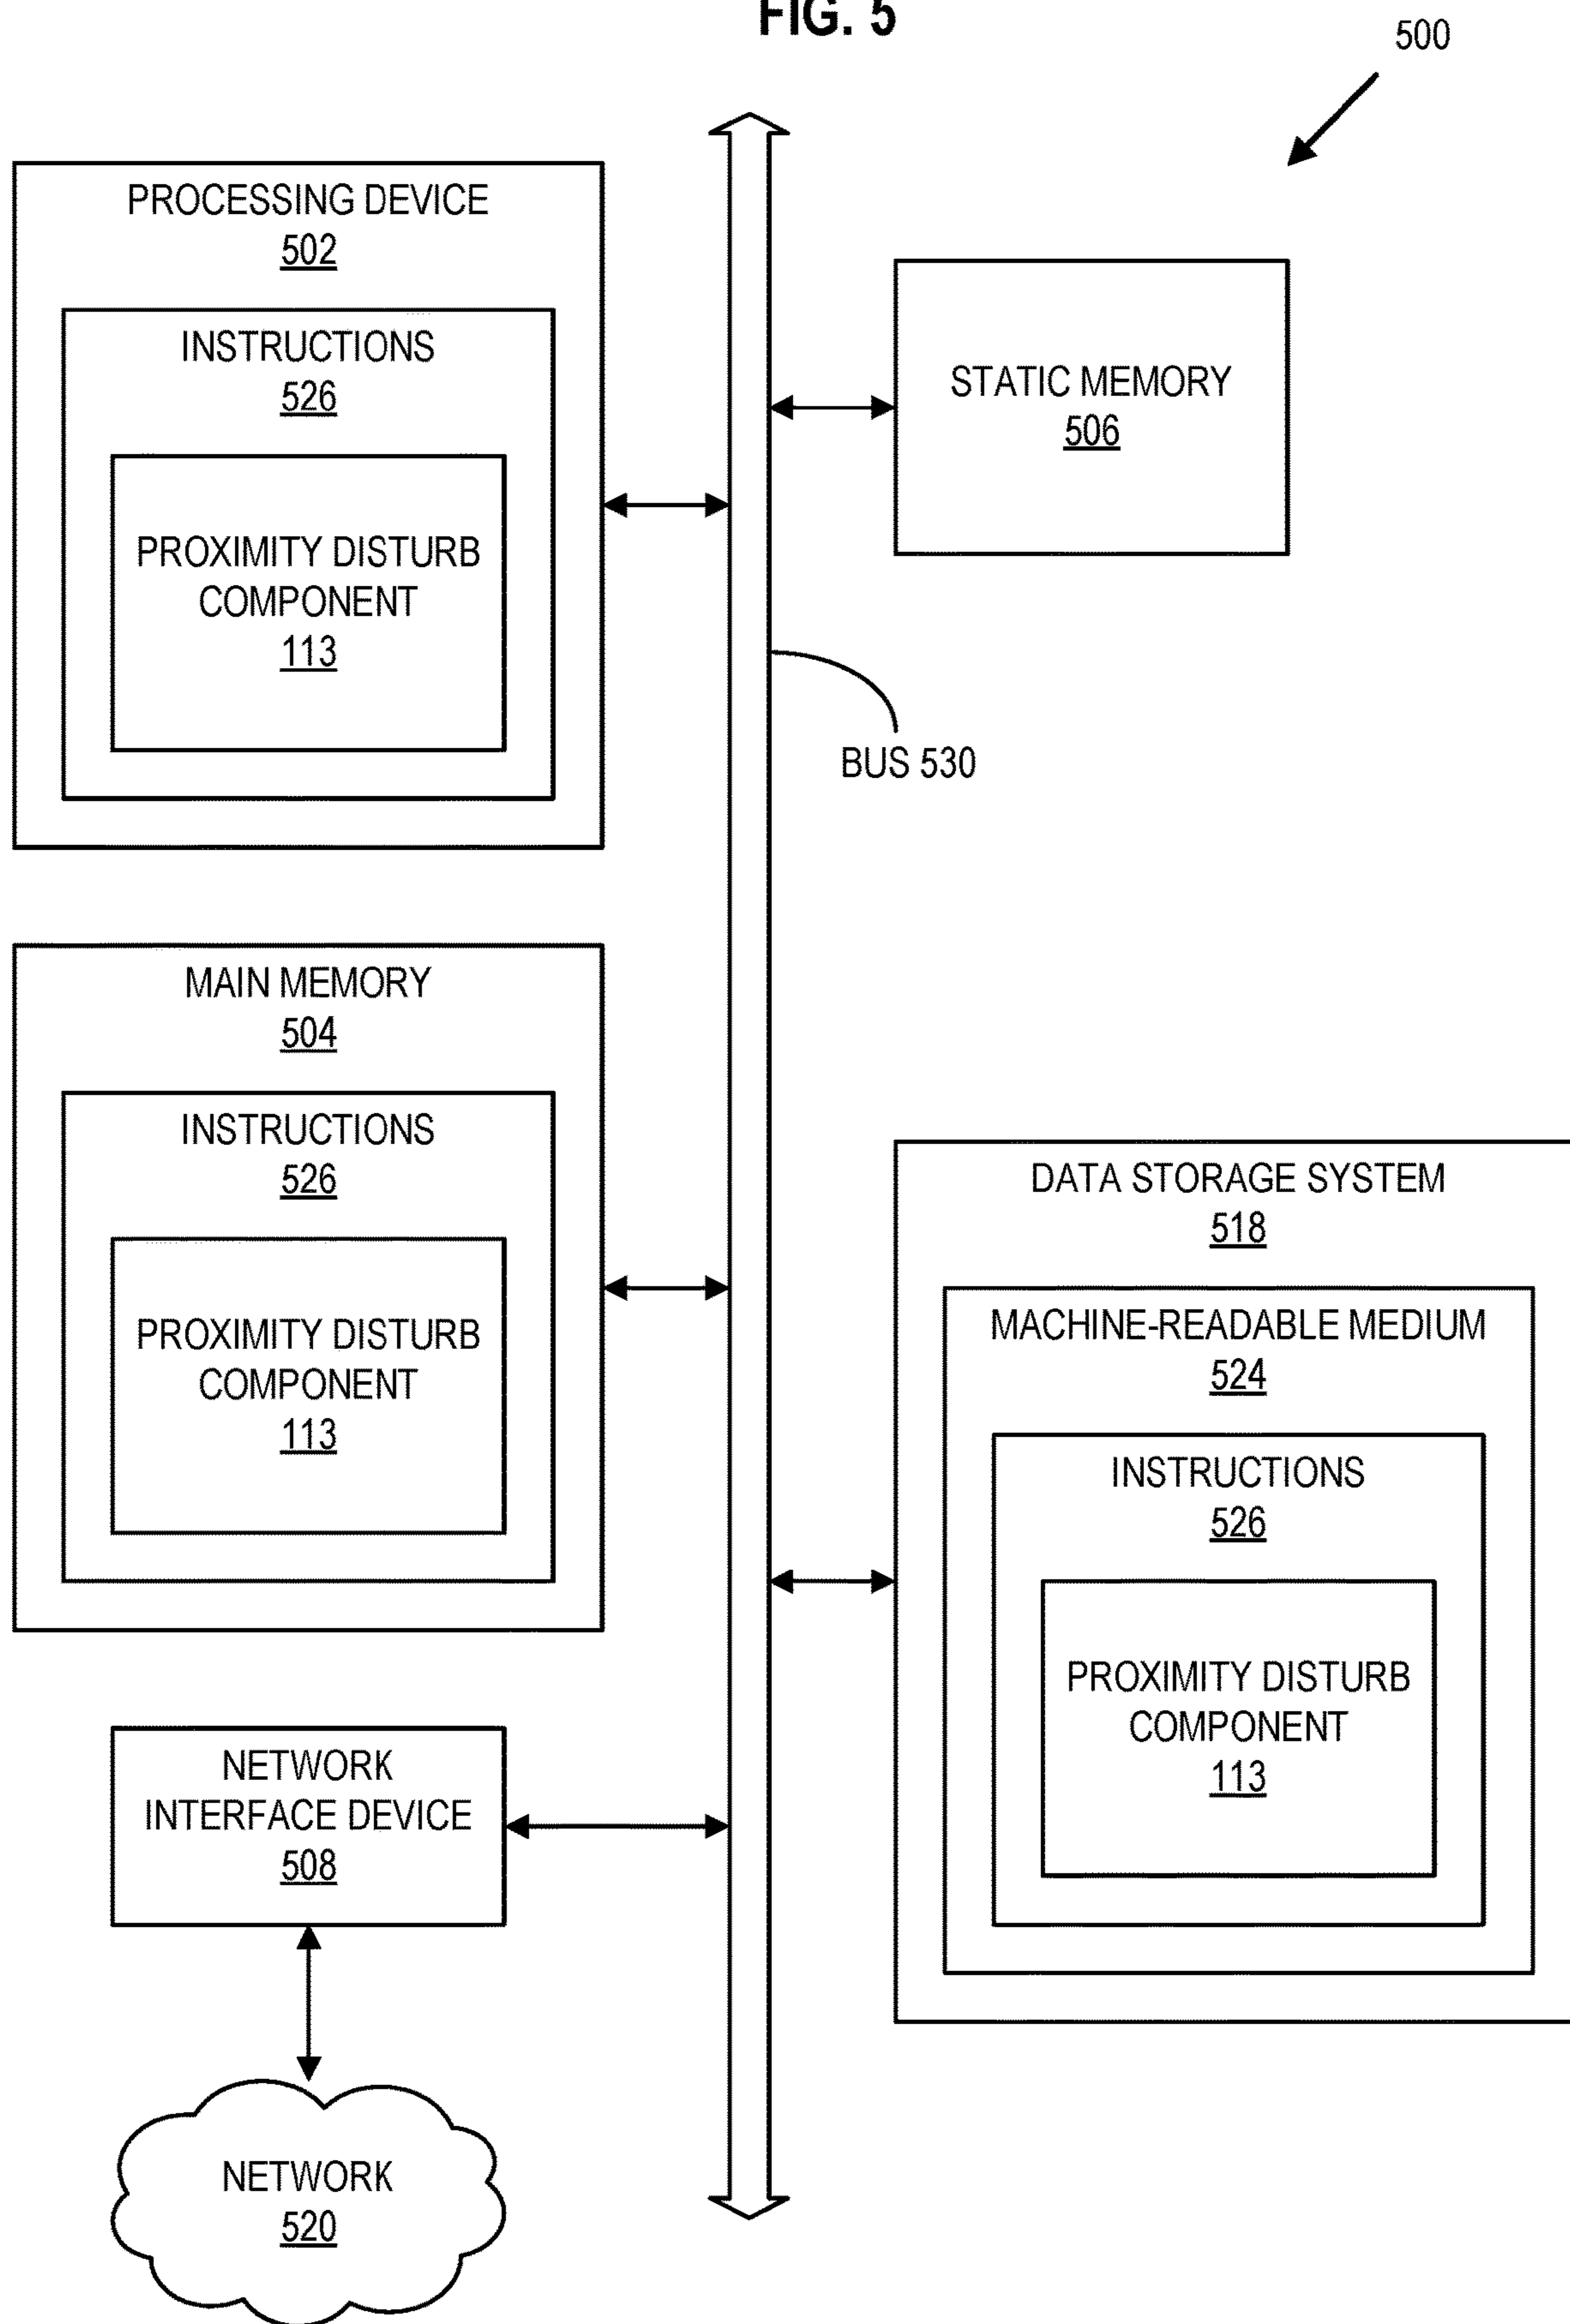 FIG. 5
500
PROCESSING DEVICE
502
INSTRUCTIONS
526
PROXIMITY DISTURB
COMPONENT
113
STATIC MEMORY
506
BUS 530
MAIN MEMORY
504
INSTRUCTIONS
526
PROXIMITY DISTURB
COMPONENT
113
DATA STORAGE SYSTEM
518
MACHINE-READABLE MEDIUM
524
INSTRUCTIONS
526
PROXIMITY DISTURB
COMPONENT
113
NETWORK
INTERFACE DEVICE
508
NETWORK
520